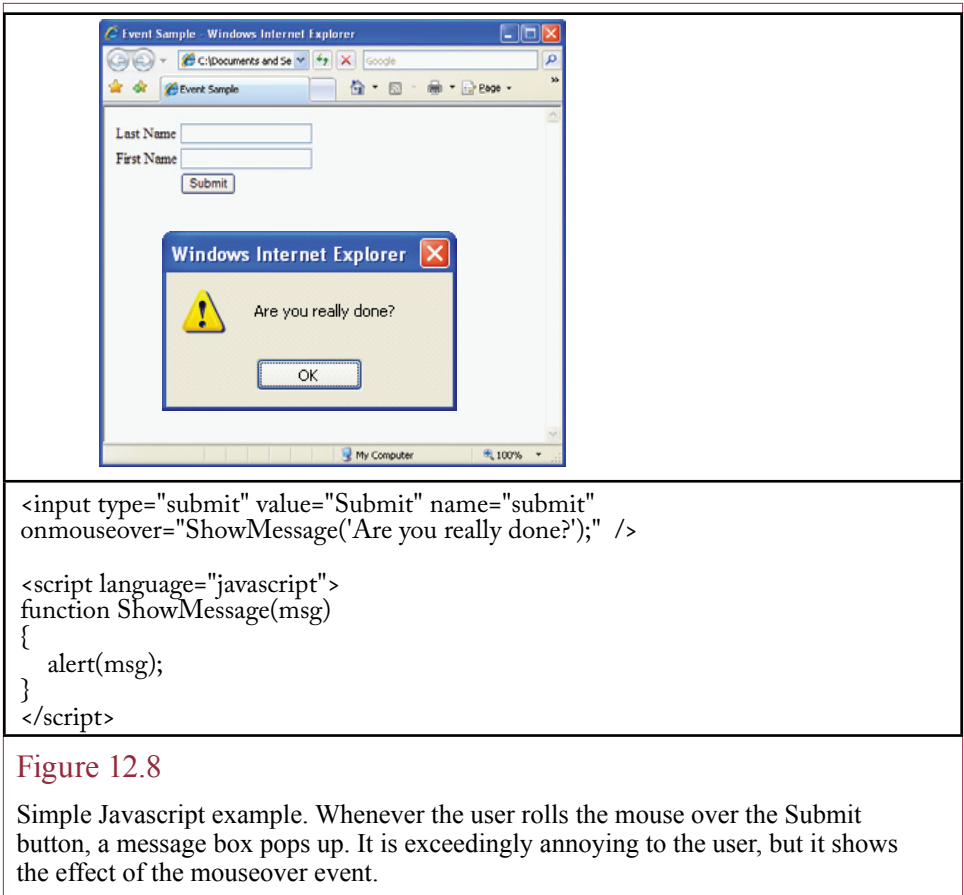 Event Sample - Windows Internet Explorer
C:\Documents and Se
Google
Event Sample
Page
Last Name
First Name
Submit
Windows Internet Explorer
Are you really done?
OK
My Computer
100%
<input type="submit" value="Submit" name="submit"
onmouseover="ShowMessage('Are you really done?');" />
<script language="javascript">
function ShowMessage(msg)
{
alert(msg);
}
</script>
Figure 12.8
Simple Javascript example. Whenever the user rolls the mouse over the Submit
button, a message box pops up. It is exceedingly annoying to the user, but it shows
the effect of the mouseover event.